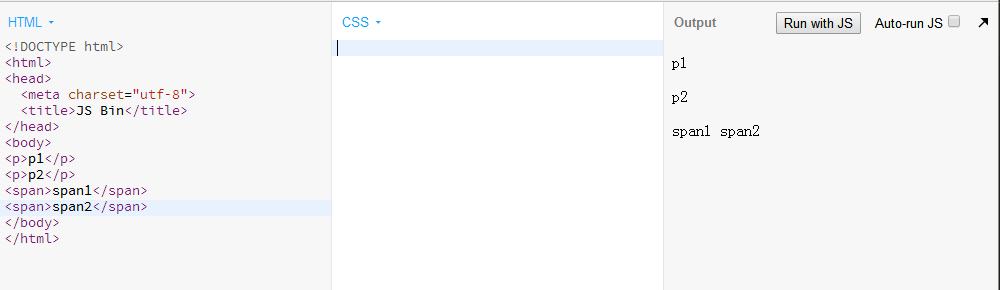 HTML
<!DOCTYPE html>
<html>
<head>
  <meta charset="utf-8">
  <title>JS Bin</title>
</head>
<body>
<p>p1</p>
<p>p2</p>
<span>span1</span>
<span>span2</span>
</body>
</html>
CSS
Output
Run with JS
Auto-run JS
p1
p2
span1 span2